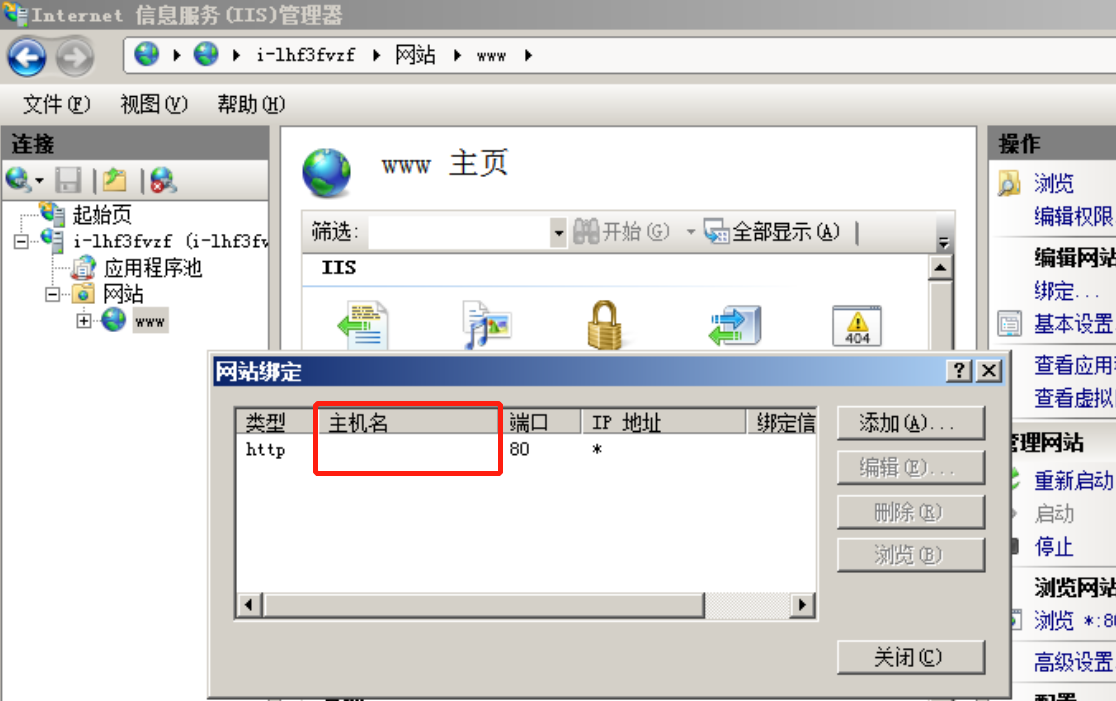 Internet 信息服务(IIS)管理器
i-lhf3fvzf 网站 www
文件(F) 视图(V) 帮助(H)
连接
起始页
i-lhf3fvzf (i-lhf3fv
应用程序池
网站
www
www 主页
筛选: 开始(G) 全部显示(A)
IIS
404
网站绑定
? X
类型 主机名 端口 IP 地址 绑定信
http 80 *
添加(A)...
编辑(E)...
删除(R)
浏览(B)
关闭(C)
操作
浏览
编辑权限
编辑网站
绑定...
基本设置
查看应用
查看虚拟
管理网站
重新启动
启动
停止
浏览网站
浏览 *:80
高级设置
配置